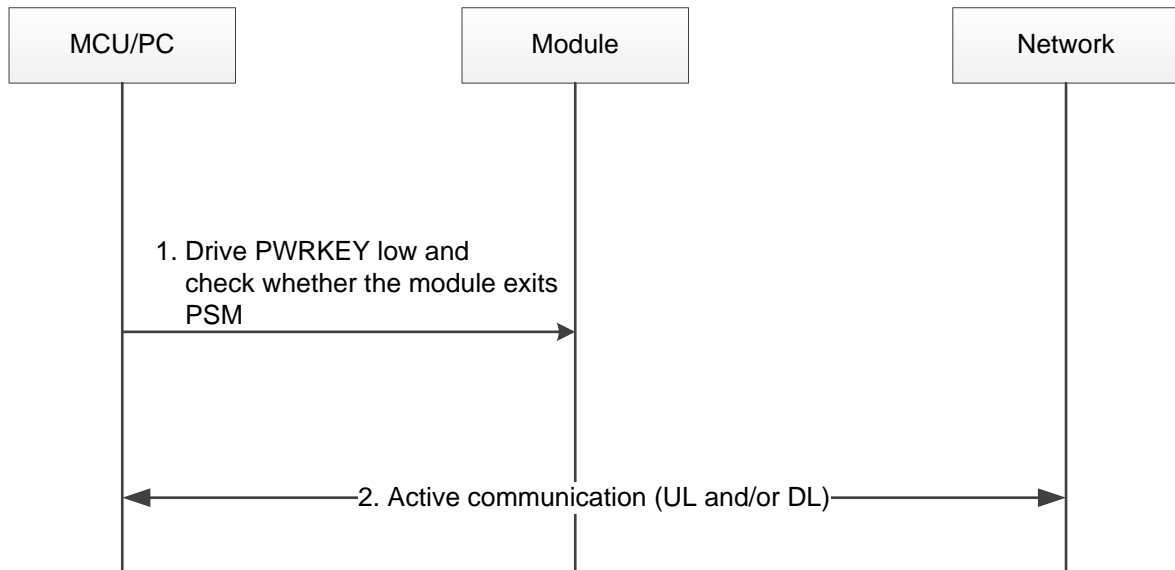 MCU/PC
Module
Network
1. Drive PWRKEY low and
check whether the module exits
PSM
2. Active communication (UL and/or DL)